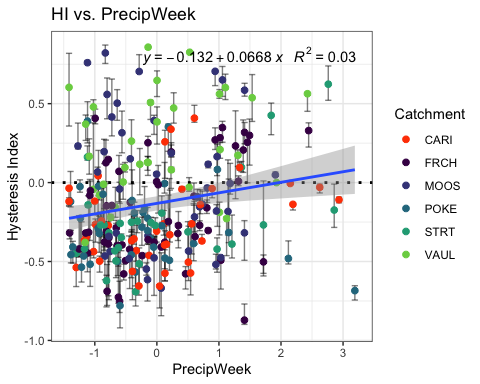 HI vs. PrecipWeek
y = −0.132 + 0.0668 x R² = 0.03
Hysteresis Index
0.5
0.0
-0.5
-1.0
-1 0 1 2 3
PrecipWeek
Catchment
CARI
FRCH
MOOS
POKE
STRT
VAUL